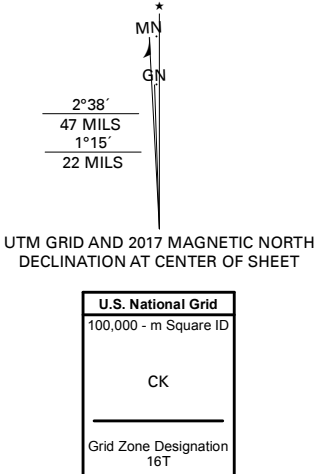 MN
GN
2°38´
47 MILS
1°15´
22 MILS
UTM GRID AND 2017 MAGNETIC NORTH
DECLINATION AT CENTER OF SHEET
U.S. National Grid
100,000 - m Square ID
CK
Grid Zone Designation
16T